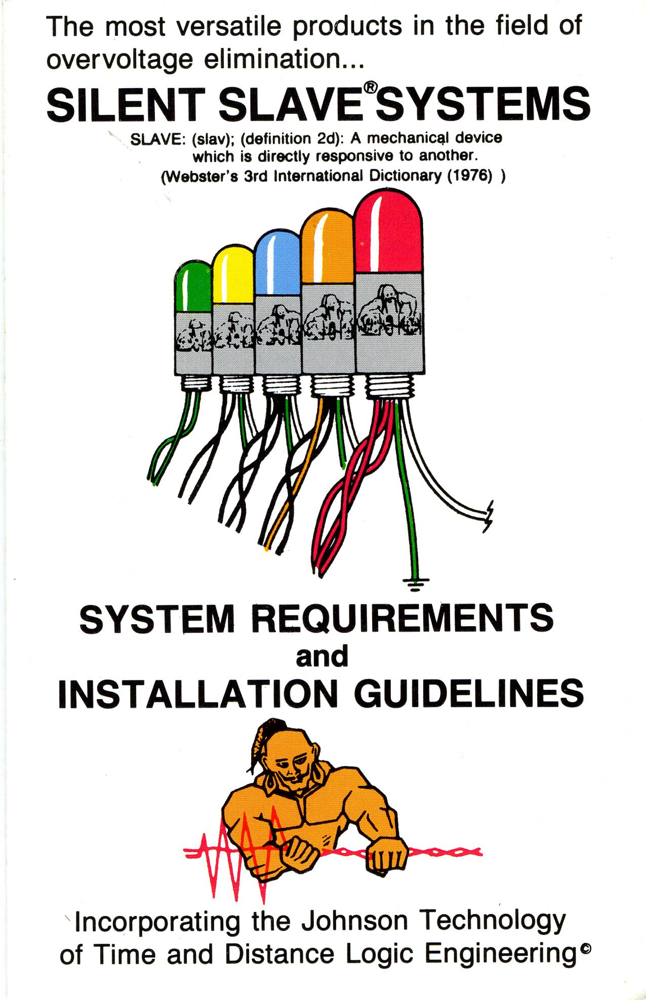 The most versatile products in the field of
overvoltage elimination...
SILENT SLAVE® SYSTEMS
SLAVE: (slav); (definition 2d): A mechanical device
which is directly responsive to another.
(Webster's 3rd International Dictionary (1976) )
SYSTEM REQUIREMENTS
and
INSTALLATION GUIDELINES
Incorporating the Johnson Technology
of Time and Distance Logic Engineering©